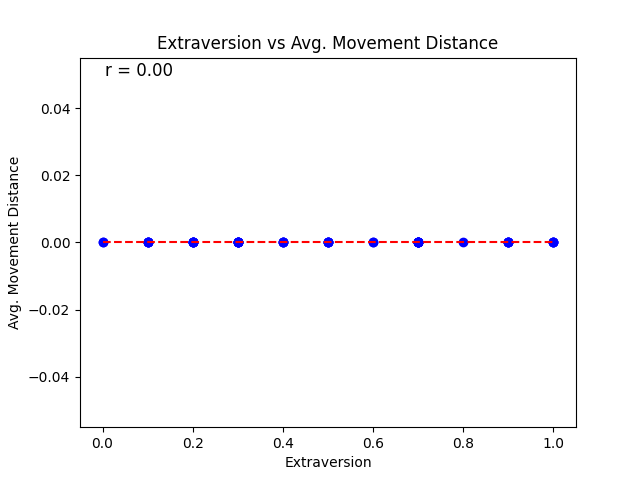 Extraversion vs Avg. Movement Distance
r = 0.00
0.04
0.02
0.00
−0.02
−0.04
Avg. Movement Distance
0.0 0.2 0.4 0.6 0.8 1.0
Extraversion